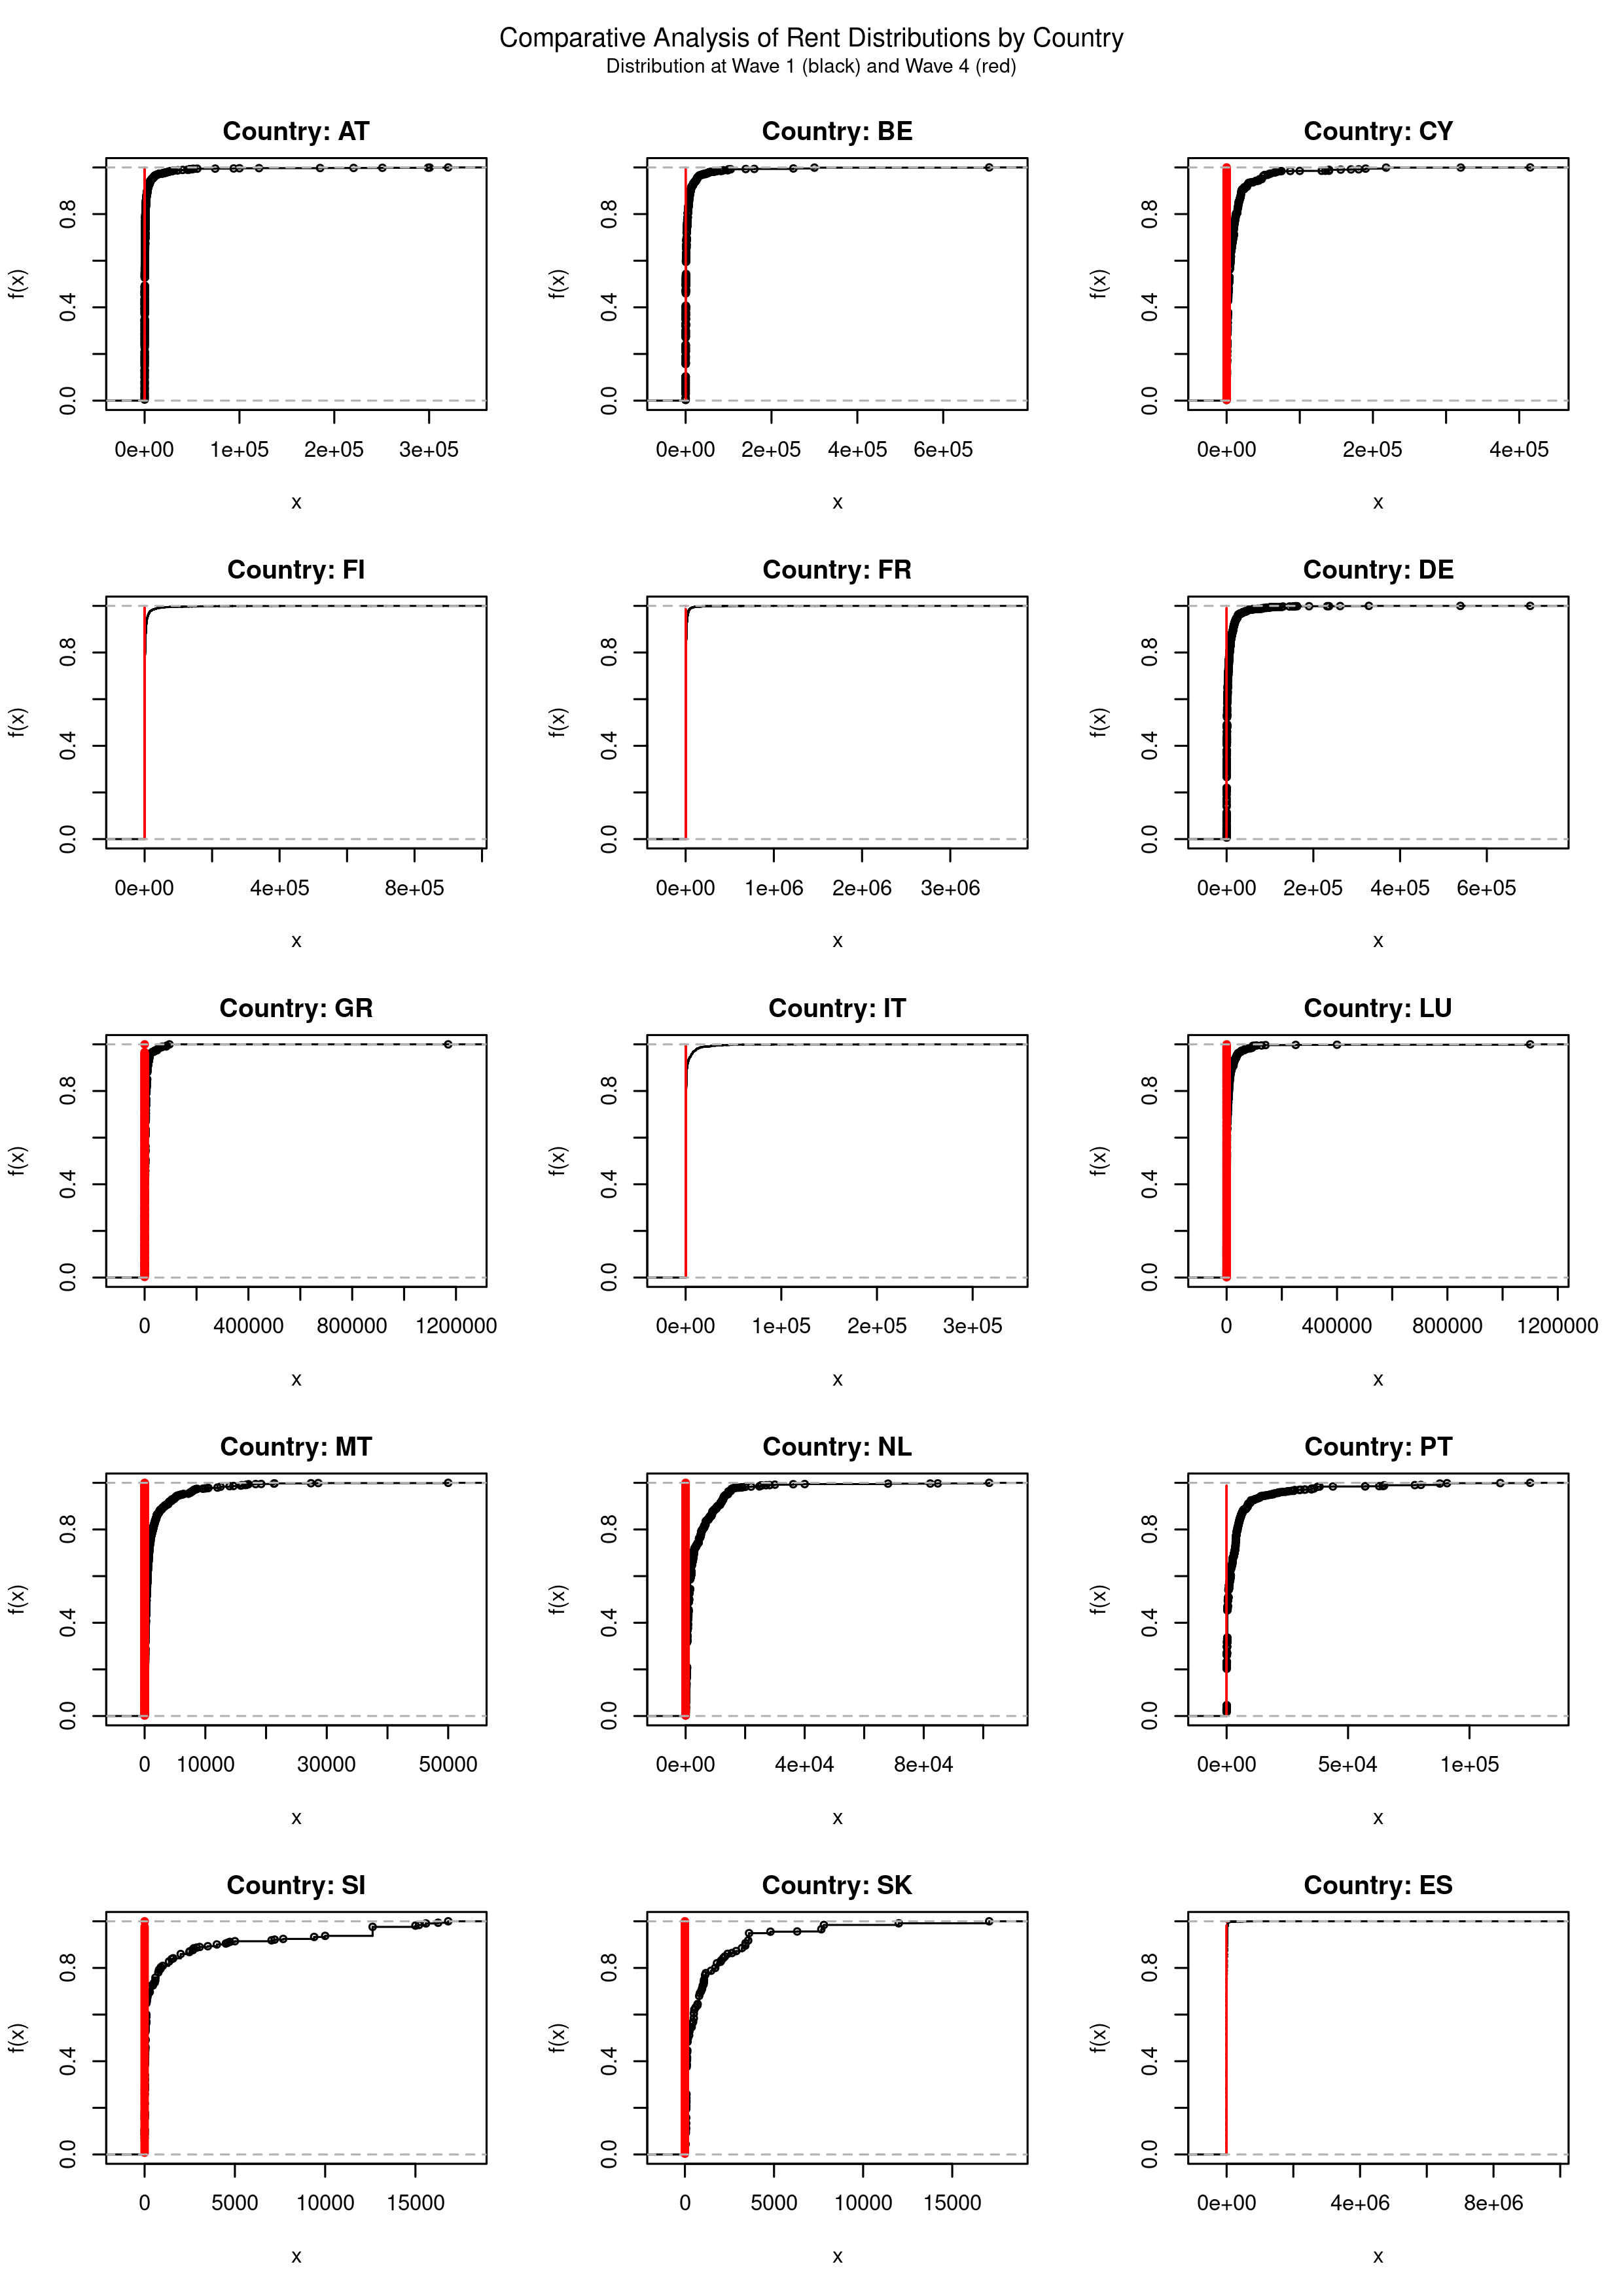 Comparative Analysis of Rent Distributions by Country
Distribution at Wave 1 (black) and Wave 4 (red)
Country: AT
f(x)
0.0 0.4 0.8
0e+00 1e+05 2e+05 3e+05
x
Country: BE
f(x)
0.0 0.4 0.8
0e+00 2e+05 4e+05 6e+05
x
Country: CY
f(x)
0.0 0.4 0.8
0e+00 2e+05 4e+05
x
Country: FI
f(x)
0.0 0.4 0.8
0e+00 4e+05 8e+05
x
Country: FR
f(x)
0.0 0.4 0.8
0e+00 1e+06 2e+06 3e+06
x
Country: DE
f(x)
0.0 0.4 0.8
0e+00 2e+05 4e+05 6e+05
x
Country: GR
f(x)
0.0 0.4 0.8
0 400000 800000 1200000
x
Country: IT
f(x)
0.0 0.4 0.8
0e+00 1e+05 2e+05 3e+05
x
Country: LU
f(x)
0.0 0.4 0.8
0 400000 800000 1200000
x
Country: MT
f(x)
0.0 0.4 0.8
0 10000 30000 50000
x
Country: NL
f(x)
0.0 0.4 0.8
0e+00 4e+04 8e+04
x
Country: PT
f(x)
0.0 0.4 0.8
0e+00 5e+04 1e+05
x
Country: SI
f(x)
0.0 0.4 0.8
0 5000 10000 15000
x
Country: SK
f(x)
0.0 0.4 0.8
0 5000 10000 15000
x
Country: ES
f(x)
0.0 0.4 0.8
0e+00 4e+06 8e+06
x